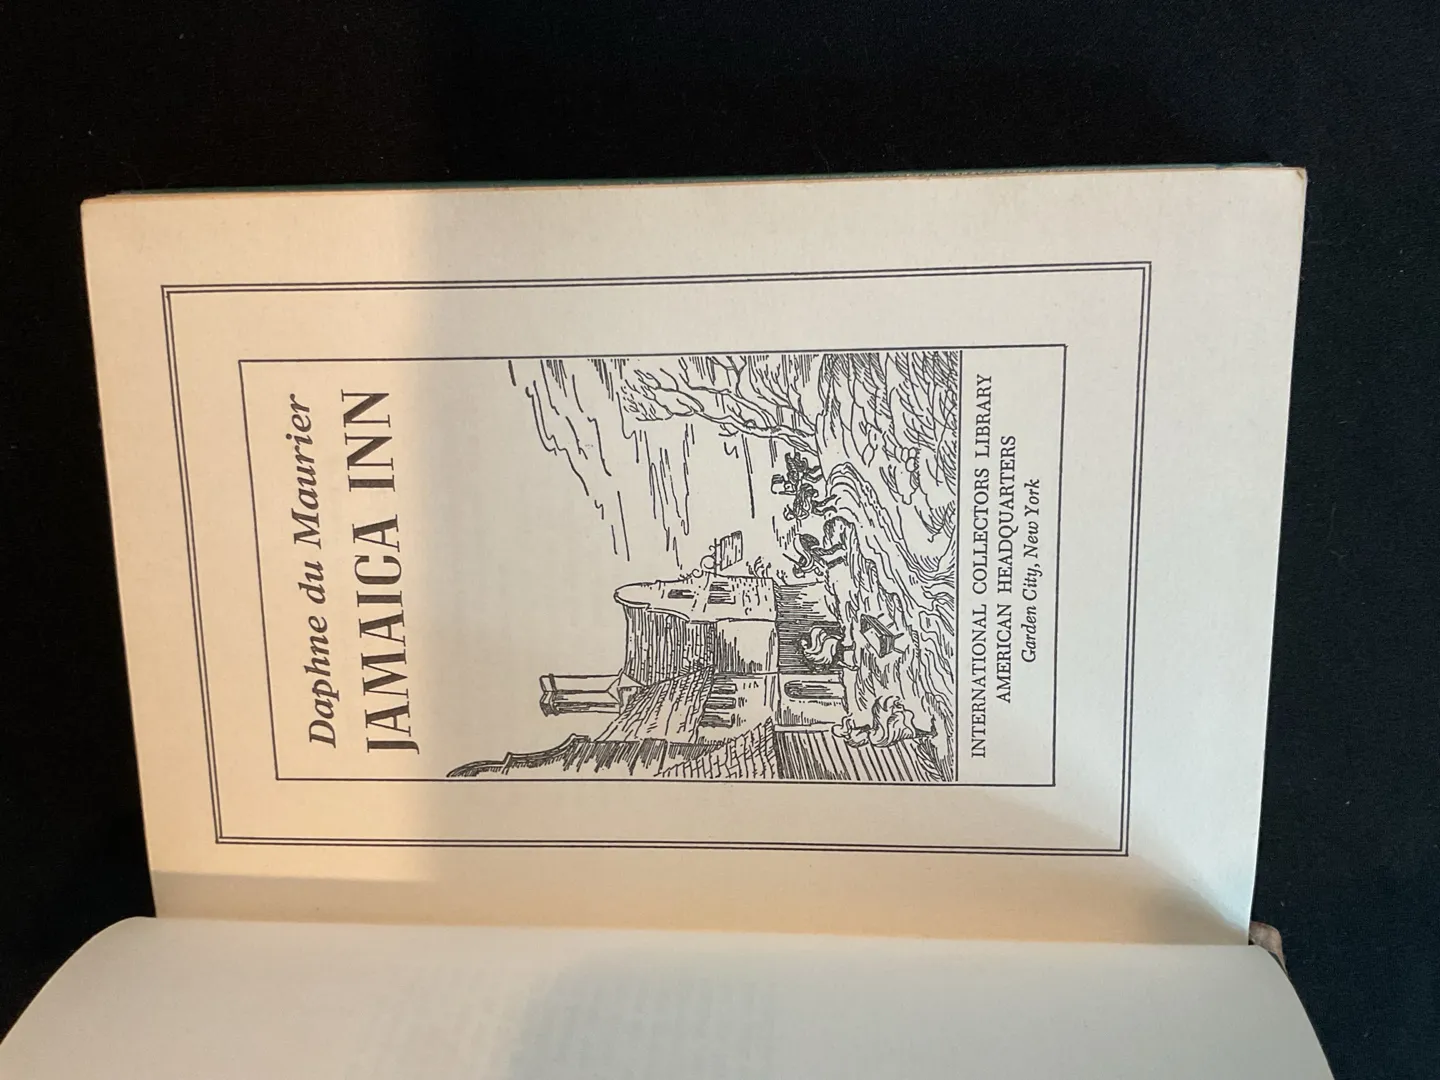 Daphne du Maurier
JAMAICA INN
INTERNATIONAL COLLECTORS LIBRARY
AMERICAN HEADQUARTERS
Garden City, New York